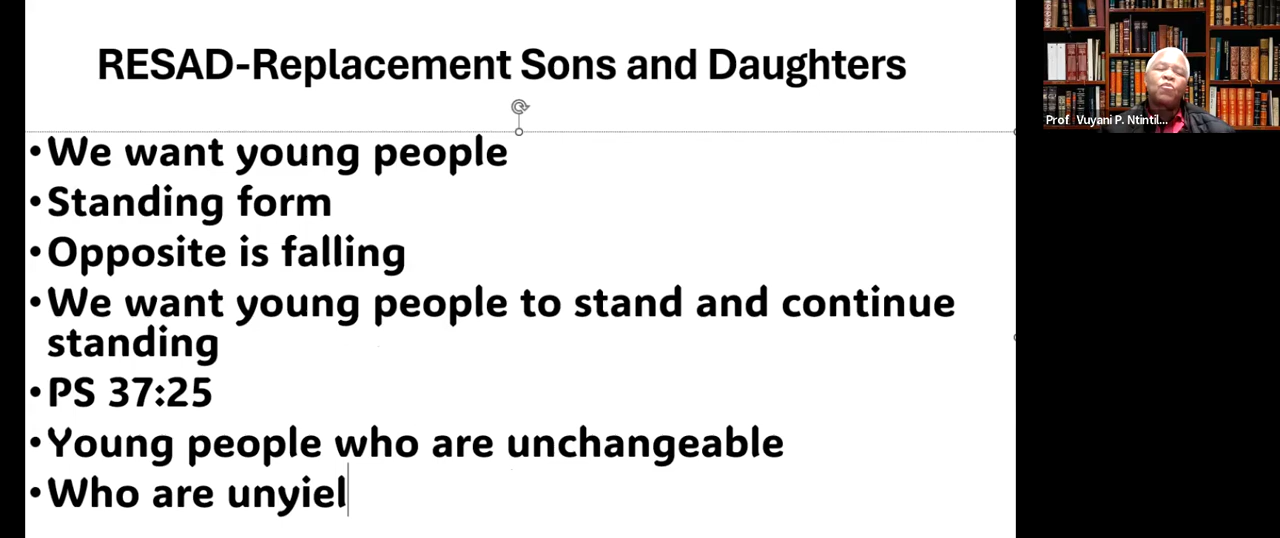 RESAD-Replacement Sons and Daughters
•We want young people
•Standing form
•Opposite is falling
•We want young people to stand and continue
standing
•PS 37:25
•Young people who are unchangeable
•Who are unyiel
Prof Vuyani P. Ntintil...